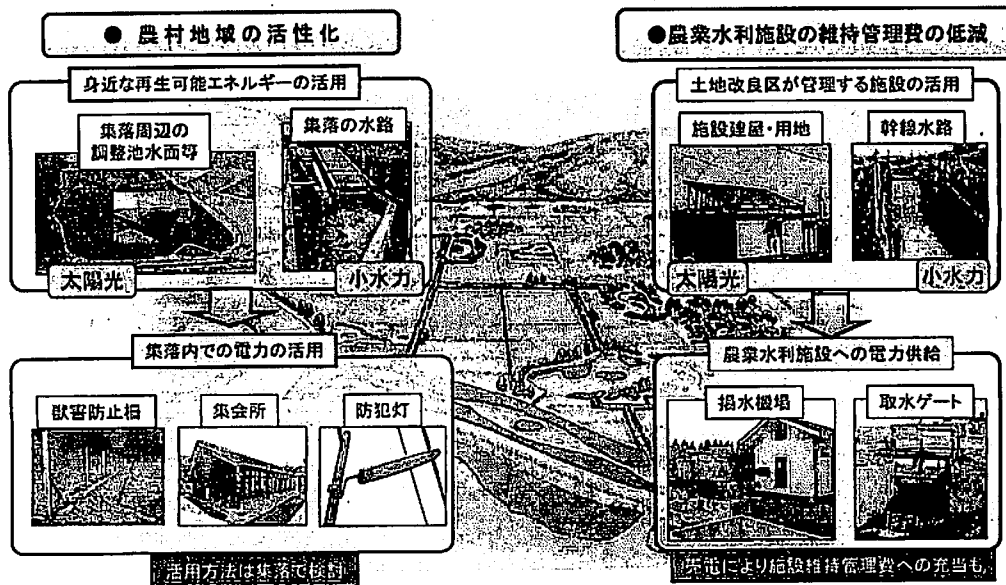 ● 農村地域の活性化
身近な再生可能エネルギーの活用
集落周辺の
調整池水面等
集落の水路
太陽光
小水力
集落内での電力の活用
獣害防止柵
集会所
防犯灯
活用方法は集落で検討
●農業水利施設の維持管理費の低減
土地改良区が管理する施設の活用
施設建屋・用地
幹線水路
太陽光
小水力
農業水利施設への電力供給
揚水機場
取水ゲート
売電により施設維持管理費への充当も